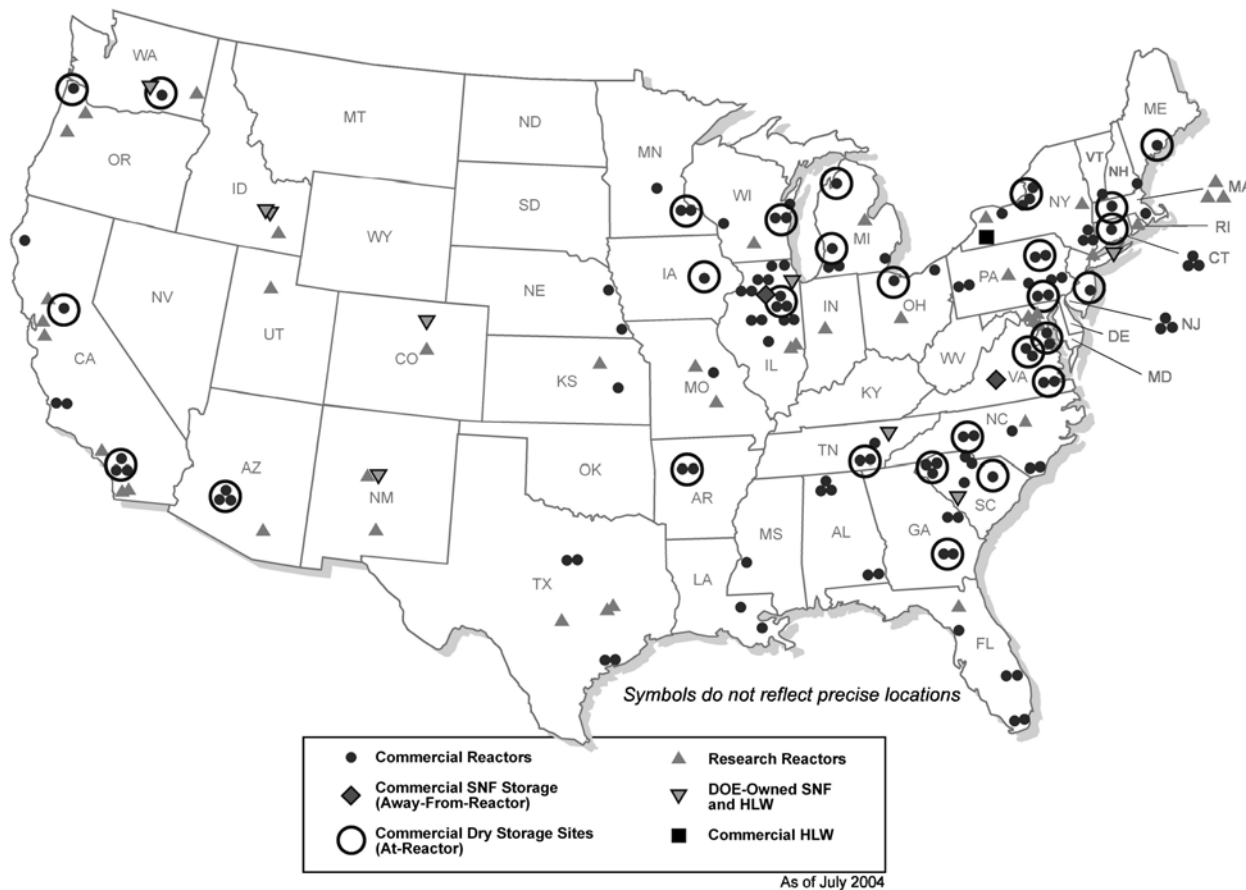 WA
ME
MT
ND
MN
VT
NH
OR
ID
WI
NY
MA
SD
MI
RI
WY
CT
IA
PA
NE
NV
OH
NJ
IN
UT
DE
IL
CA
CO
WV
MD
KS
MO
VA
KY
NC
TN
AZ
OK
NM
AR
SC
MS
AL
GA
TX
LA
FL
Symbols do not reflect precise locations
Commercial Reactors
Research Reactors
Commercial SNF Storage
(Away-From-Reactor)
DOE-Owned SNF
and HLW
Commercial Dry Storage Sites
(At-Reactor)
Commercial HLW
As of July 2004